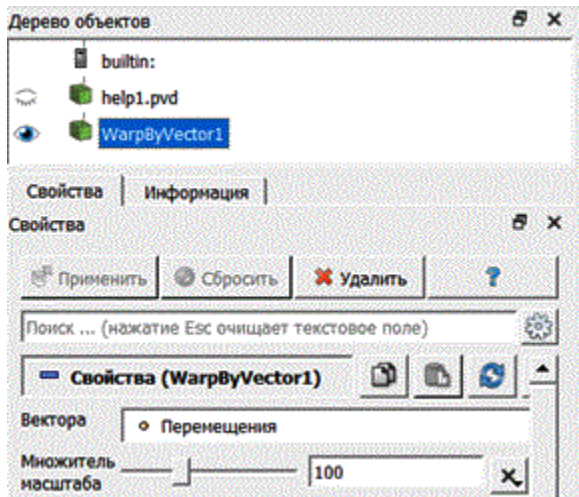 Дерево объектов
builtin:
help1.pvd
WarpByVector1
Свойства Информация
Свойства
Применить Сбросить Удалить ?
Поиск ... (нажатие Esc очищает текстовое поле)
Свойства (WarpByVector1)
Вектора Перемещения
Множитель масштаба 100